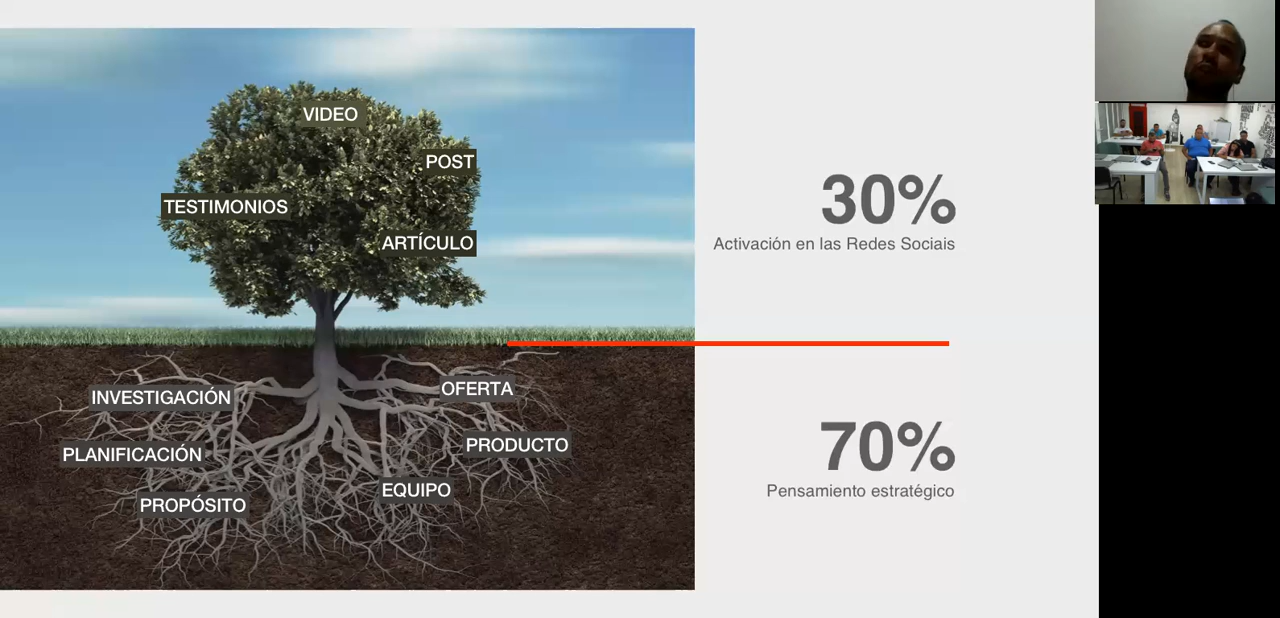 VIDEO
POST
TESTIMONIOS
ARTÍCULO
30%
Activación en las Redes Sociais
INVESTIGACIÓN
OFERTA
PLANIFICACIÓN
PRODUCTO
PROPÓSITO
EQUIPO
70%
Pensamiento estratégico